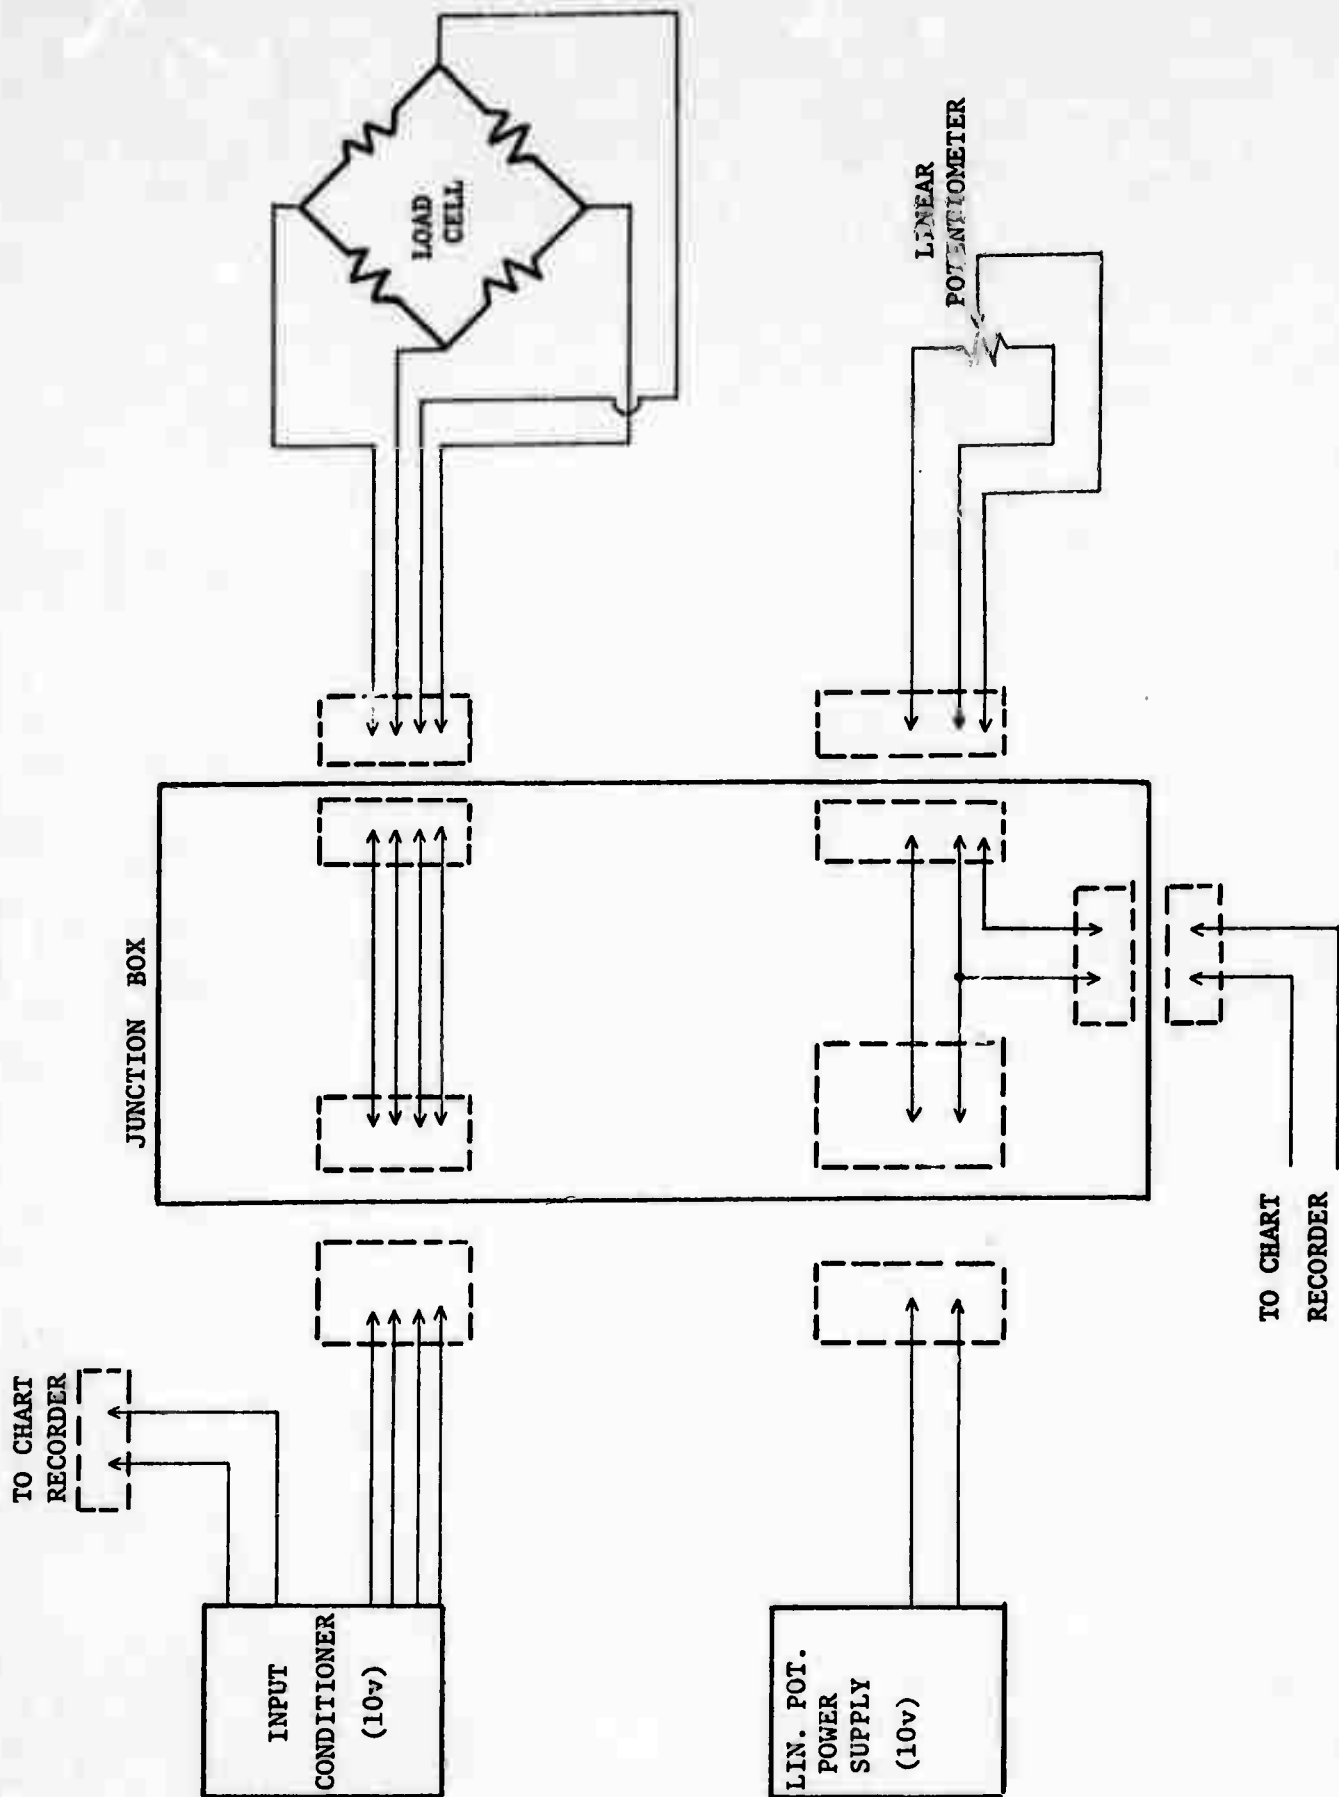 TO CHART
RECORDER
INPUT
CONDITIONER
(10v)
JUNCTION BOX
LOAD
CELL
LIN. POT.
POWER
SUPPLY
(10v)
LINEAR
POTENTIOMETER
TO CHART
RECORDER